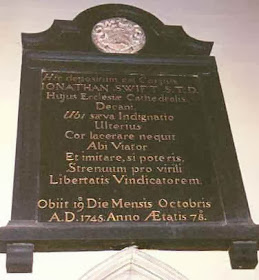 Hic depositum est Corpus
IONATHAN SWIFT S.T.D.
Hujus Ecclesiæ Cathedralis
Decani,
Ubi sæva Indignatio
Ulterius
Cor lacerare nequit
Abi Viator
Et imitare, si poteris,
Strenuum pro virili
Libertatis Vindicatorem.
Obiit 19º Die Mensis Octobris
A.D. 1745. Anno Ætatis 78.